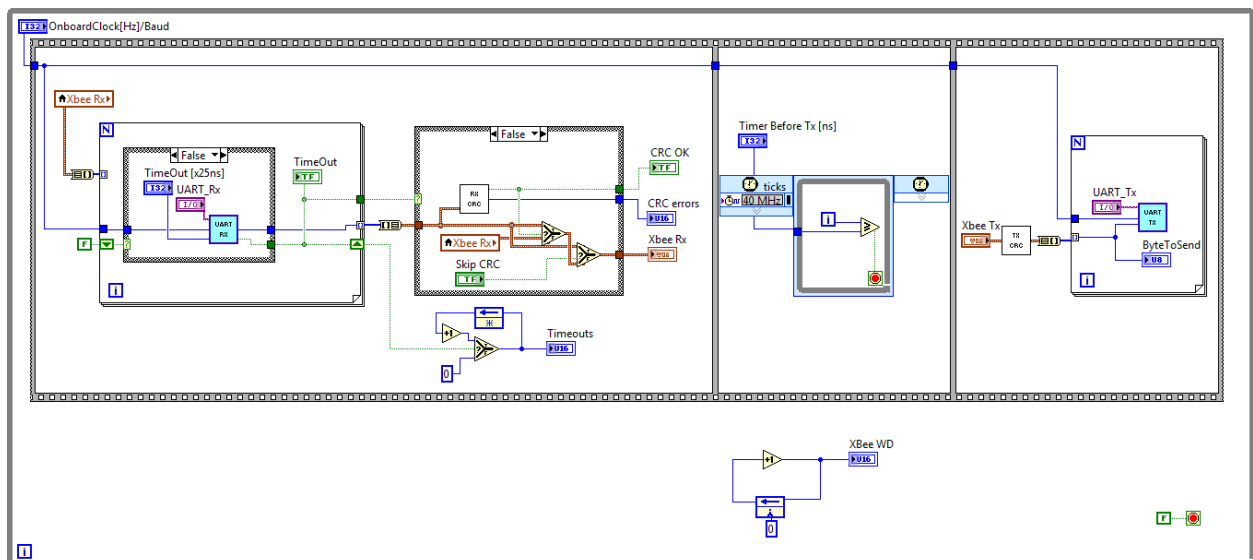 I32 OnboardClock[Hz]/Baud
Xbee Rx
N
False
TimeOut [x25ns]
I32
UART_Rx
I/O
UART
RX
F
?
i
TimeOut
TF
False
?
RX
CRC
Xbee Rx
Skip CRC
TF
CRC OK
TF
CRC errors
U16
Xbee Rx
+1
0
Timeouts
U16
Timer Before Tx [ns]
I32
ticks
40 MHz
i
N
UART_Tx
I/O
UART
TX
Xbee Tx
TX
CRC
ByteToSend
U8
i
+1
0
XBee WD
U16
F
i